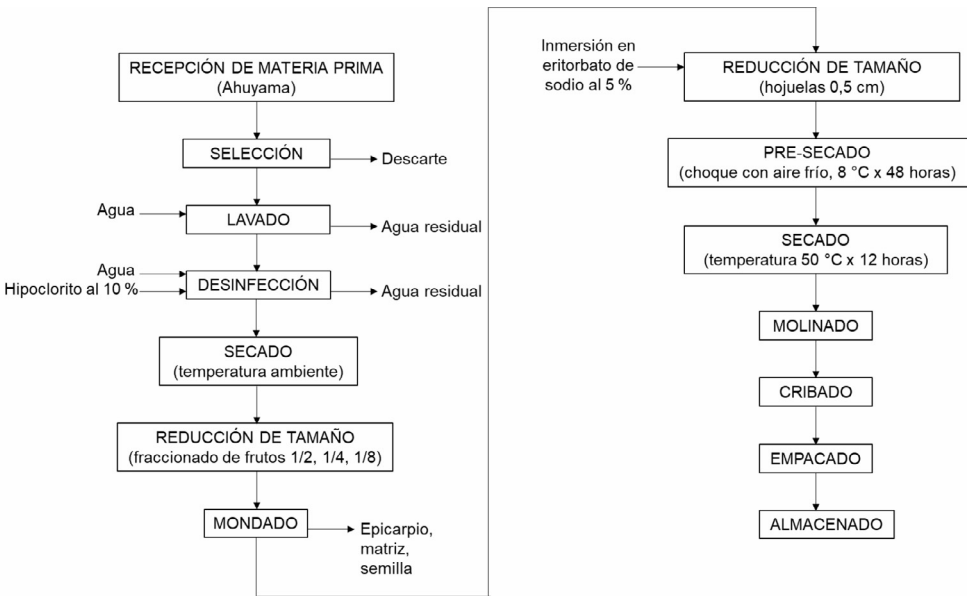 RECEPCIÓN DE MATERIA PRIMA
(Ahuyama)
SELECCIÓN
Descarte
Agua
LAVADO
Agua residual
Agua
Hipoclorito al 10 %
DESINFECCIÓN
Agua residual
SECADO
(temperatura ambiente)
REDUCCIÓN DE TAMAÑO
(fraccionado de frutos 1/2, 1/4, 1/8)
MONDADO
Epicarpio,
matriz,
semilla
Inmersión en
eritorbato de
sodio al 5 %
REDUCCIÓN DE TAMAÑO
(hojuelas 0,5 cm)
PRE-SECADO
(choque con aire frío, 8 °C x 48 horas)
SECADO
(temperatura 50 °C x 12 horas)
MOLINADO
CRIBADO
EMPACADO
ALMACENADO